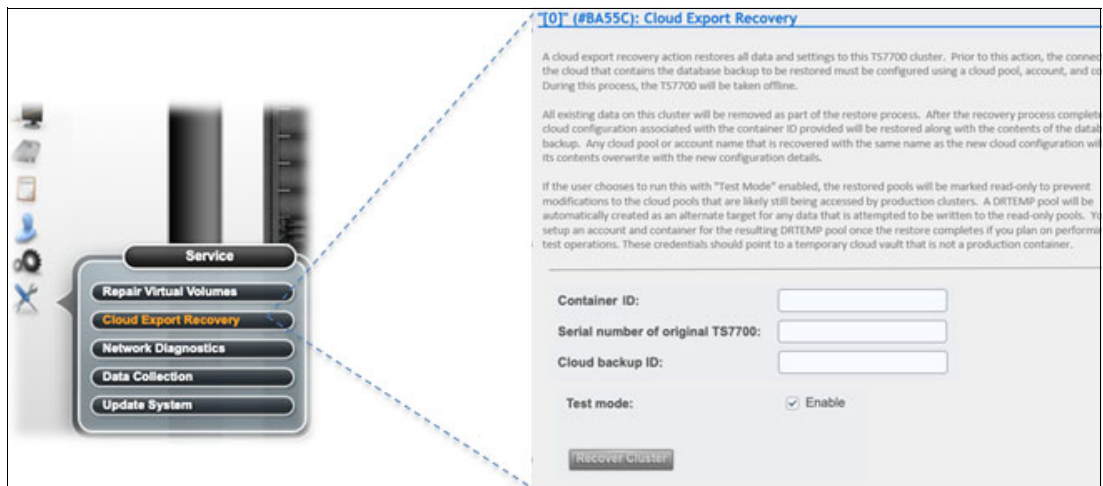 Service
Repair Virtual Volumes
Cloud Export Recovery
Network Diagnostics
Data Collection
Update System
"[0]" (#BA55C): Cloud Export Recovery
A cloud export recovery action restores all data and settings to this TS7700 cluster. Prior to this action, the
the cloud that contains the database backup to be restored must be configured using a cloud pool, account, and
During this process, the TS7700 will be taken offline.
All existing data on this cluster will be removed as part of the restore process. After the recovery process
cloud configuration associated with the container ID provided will be restored along with the contents of the
backup. Any cloud pool or account name that is recovered with the same name as the new cloud configuration
its contents overwrite with the new configuration details.
If the user chooses to run this with "Test Mode" enabled, the restored pools will be marked read-only to prevent
modifications to the cloud pools that are likely still being accessed by production clusters. A DRTEMP pool will be
automatically created as an alternate target for any data that is attempted to be written to the read-only pools.
setup an account and container for the resulting DRTEMP pool once the restore completes if you plan on
test operations. These credentials should point to a temporary cloud vault that is not a production container.
Container ID:
Serial number of original TS7700:
Cloud backup ID:
Test mode:
Enable
Recover Cluster